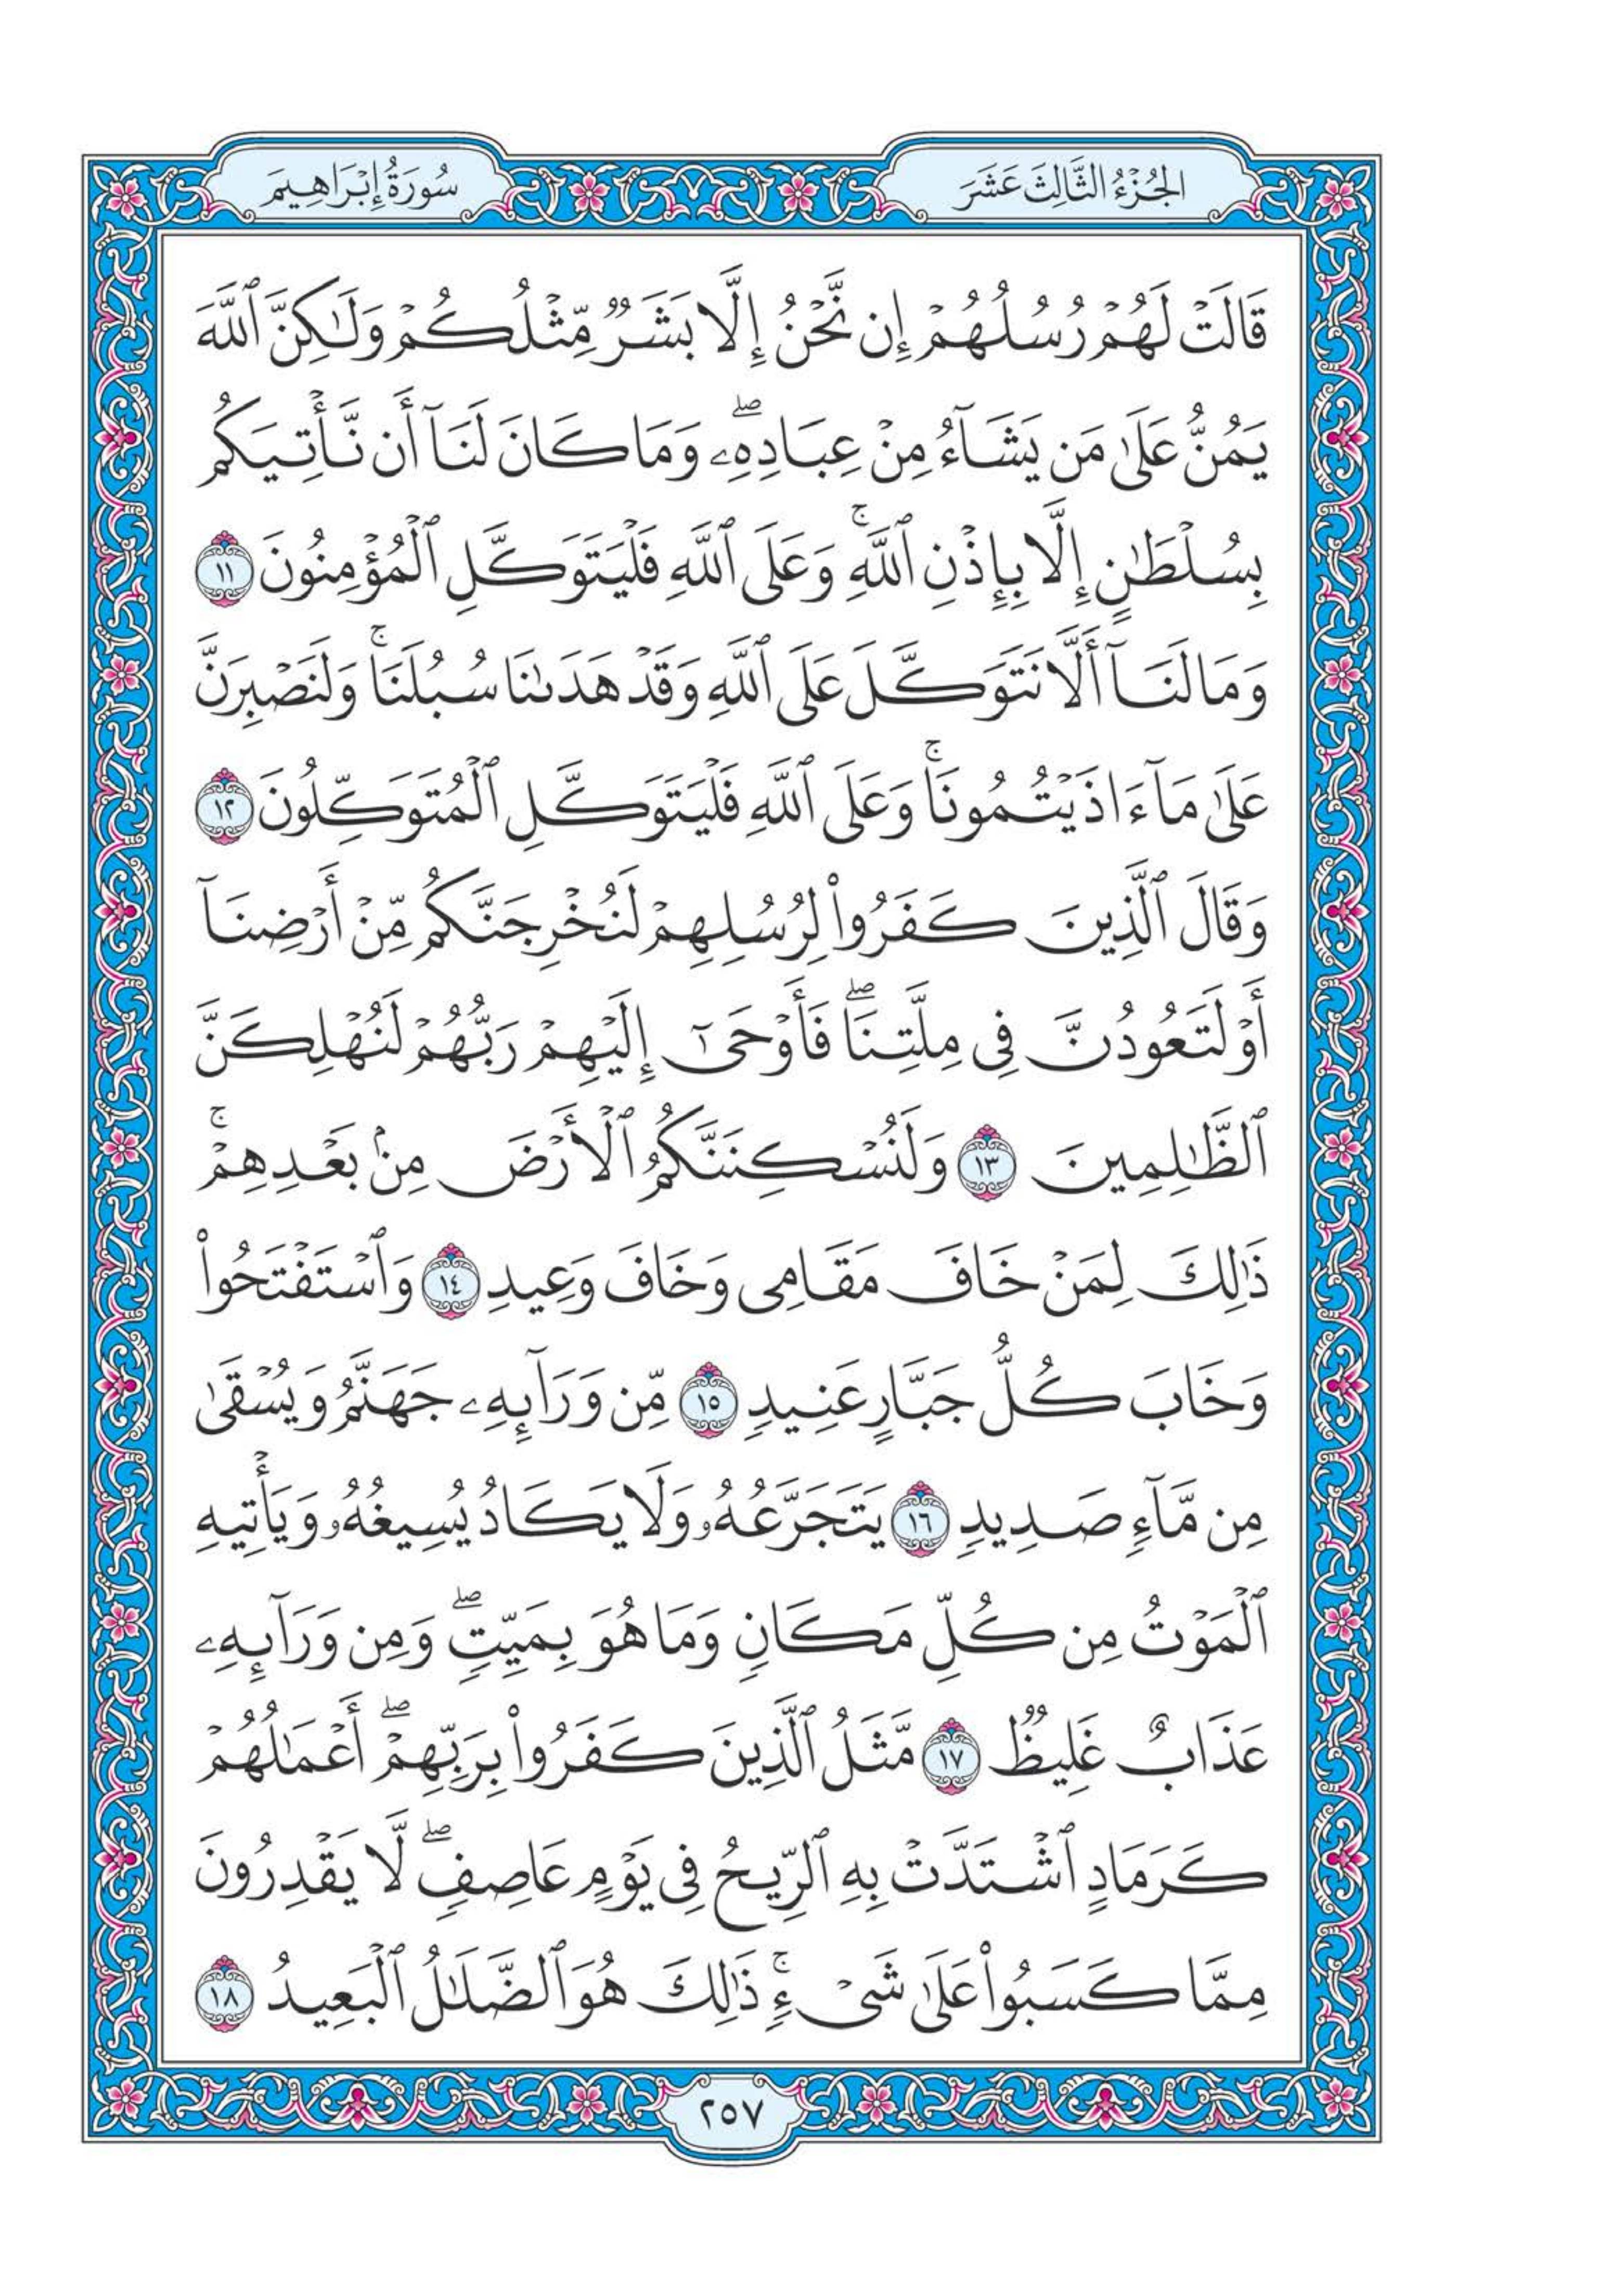 الجُزْءُ الثَّالِثَ عَشَرَ
سُورَةُ إِبْرَاهِيمَ
قَالَتْ لَهُمْ رُسُلُهُمْ إِن نَّحْنُ إِلَّا بَشَرٌ مِّثْلُكُمْ وَلَٰكِنَّ ٱللَّهَ
يَمُنُّ عَلَىٰ مَن يَشَآءُ مِنْ عِبَادِهِۦۖ وَمَا كَانَ لَنَآ أَن نَّأْتِيَكُم
بِسُلْطَٰنٍ إِلَّا بِإِذْنِ ٱللَّهِۚ وَعَلَى ٱللَّهِ فَلْيَتَوَكَّلِ ٱلْمُؤْمِنُونَ ١١
وَمَا لَنَآ أَلَّا نَتَوَكَّلَ عَلَى ٱللَّهِ وَقَدْ هَدَىٰنَا سُبُلَنَاۚ وَلَنَصْبِرَنَّ
عَلَىٰ مَآ ءَاذَيْتُمُونَاۚ وَعَلَى ٱللَّهِ فَلْيَتَوَكَّلِ ٱلْمُتَوَكِّلُونَ ١٢
وَقَالَ ٱلَّذِينَ كَفَرُوا۟ لِرُسُلِهِمْ لَنُخْرِجَنَّكُم مِّنْ أَرْضِنَآ
أَوْ لَتَعُودُنَّ فِى مِلَّتِنَاۖ فَأَوْحَىٰٓ إِلَيْهِمْ رَبُّهُمْ لَنُهْلِكَنَّ
ٱلظَّٰلِمِينَ ١٣ وَلَنُسْكِنَنَّكُمُ ٱلْأَرْضَ مِنۢ بَعْدِهِمْۚ
ذَٰلِكَ لِمَنْ خَافَ مَقَامِى وَخَافَ وَعِيدِ ١٤ وَٱسْتَفْتَحُوا۟
وَخَابَ كُلُّ جَبَّارٍ عَنِيدٍ ١٥ مِّن وَرَآئِهِۦ جَهَنَّمُ وَيُسْقَىٰ
مِن مَّآءٍ صَدِيدٍ ١٦ يَتَجَرَّعُهُۥ وَلَا يَكَادُ يُسِيغُهُۥ وَيَأْتِيهِ
ٱلْمَوْتُ مِن كُلِّ مَكَانٍ وَمَا هُوَ بِمَيِّتٍۖ وَمِن وَرَآئِهِۦ
عَذَابٌ غَلِيظٌ ١٧ مَّثَلُ ٱلَّذِينَ كَفَرُوا۟ بِرَبِّهِمْۖ أَعْمَٰلُهُمْ
كَرَمَادٍ ٱشْتَدَّتْ بِهِ ٱلرِّيحُ فِى يَوْمٍ عَاصِفٍۖ لَّا يَقْدِرُونَ
مِمَّا كَسَبُوا۟ عَلَىٰ شَىْءٍۚ ذَٰلِكَ هُوَ ٱلضَّلَٰلُ ٱلْبَعِيدُ ١٨
٢٥٧